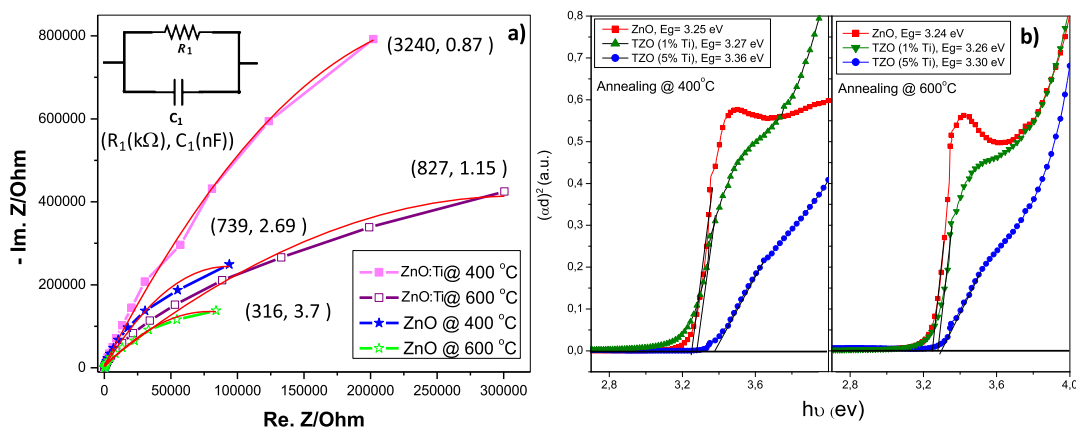 a)
R₁
C₁
(R₁(kΩ), C₁(nF))
(3240, 0.87 )
(827, 1.15 )
(739, 2.69 )
(316, 3.7 )
ZnO:Ti@ 400 °C
ZnO:Ti@ 600 °C
ZnO @ 400 °C
ZnO @ 600 °C
800000
600000
400000
200000
0
- Im. Z/Ohm
0 50000 100000 150000 200000 250000 300000
Re. Z/Ohm
b)
ZnO, Eg= 3.25 eV
TZO (1% Ti), Eg= 3.27 eV
TZO (5% Ti), Eg= 3.36 eV
Annealing @ 400°C
ZnO, Eg= 3.24 eV
TZO (1% Ti), Eg= 3.26 eV
TZO (5% Ti), Eg= 3.30 eV
Annealing @ 600°C
0,8
0,6
0,5
0,3
0,2
0,0
(αd)² (a.u.)
2,8 3,2 3,6 2,8 3,2 3,6 4,0
hυ (ev)